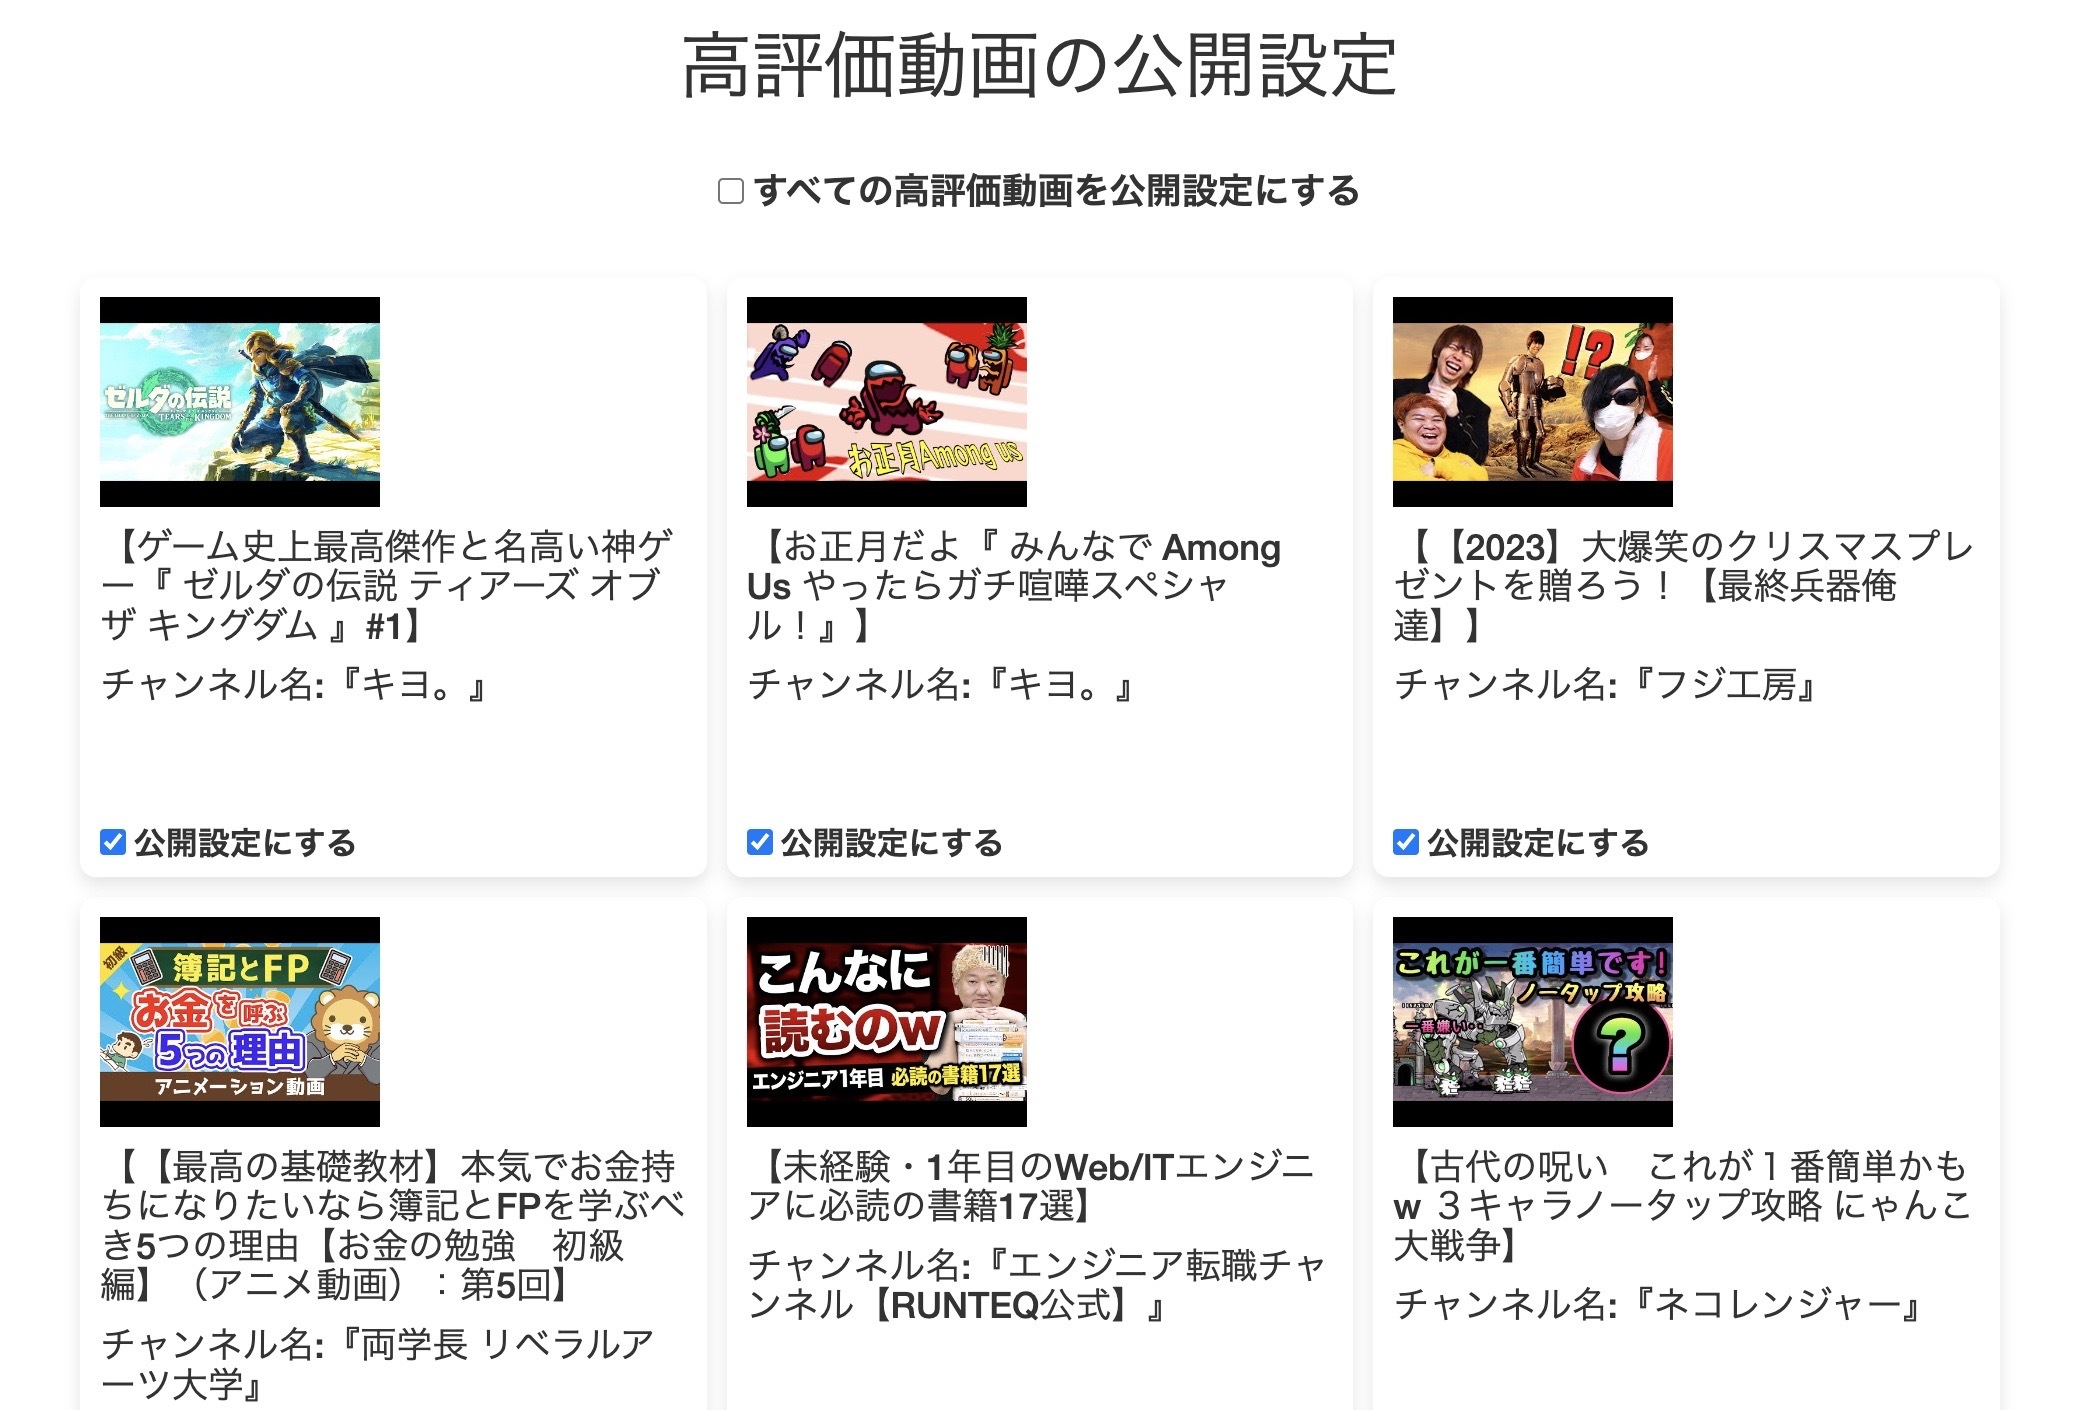 高評価動画の公開設定
すべての高評価動画を公開設定にする
ゼルダの伝説
TEARS OF THE KINGDOM
【ゲーム史上最高傑作と名高い神ゲ
ー『 ゼルダの伝説 ティアーズ オブ
ザ キングダム 』#1】
チャンネル名:『キヨ。』
公開設定にする
お正月Among us
【お正月だよ『 みんなで Among
Us やったらガチ喧嘩スペシャ
ル！』】
チャンネル名:『キヨ。』
公開設定にする
!?
【【2023】大爆笑のクリスマスプレ
ゼントを贈ろう！【最終兵器俺
達】】
チャンネル名:『フジ工房』
公開設定にする
初級
簿記とFP
お金を呼ぶ
5つの理由
アニメーション動画
【【最高の基礎教材】本気でお金持
ちになりたいなら簿記とFPを学ぶべ
き5つの理由【お金の勉強　初級
編】（アニメ動画）：第5回】
チャンネル名:『両学長 リベラルア
ーツ大学』
こんなに
読むのw
エンジニア1年目 必読の書籍17選
【未経験・1年目のWeb/ITエンジニ
アに必読の書籍17選】
チャンネル名:『エンジニア転職チャ
ンネル【RUNTEQ公式】』
これが一番簡単です!
ノータップ攻略
一番嫌い・・
?
【古代の呪い　これが１番簡単かも
w ３キャラノータップ攻略 にゃんこ
大戦争】
チャンネル名:『ネコレンジャー』